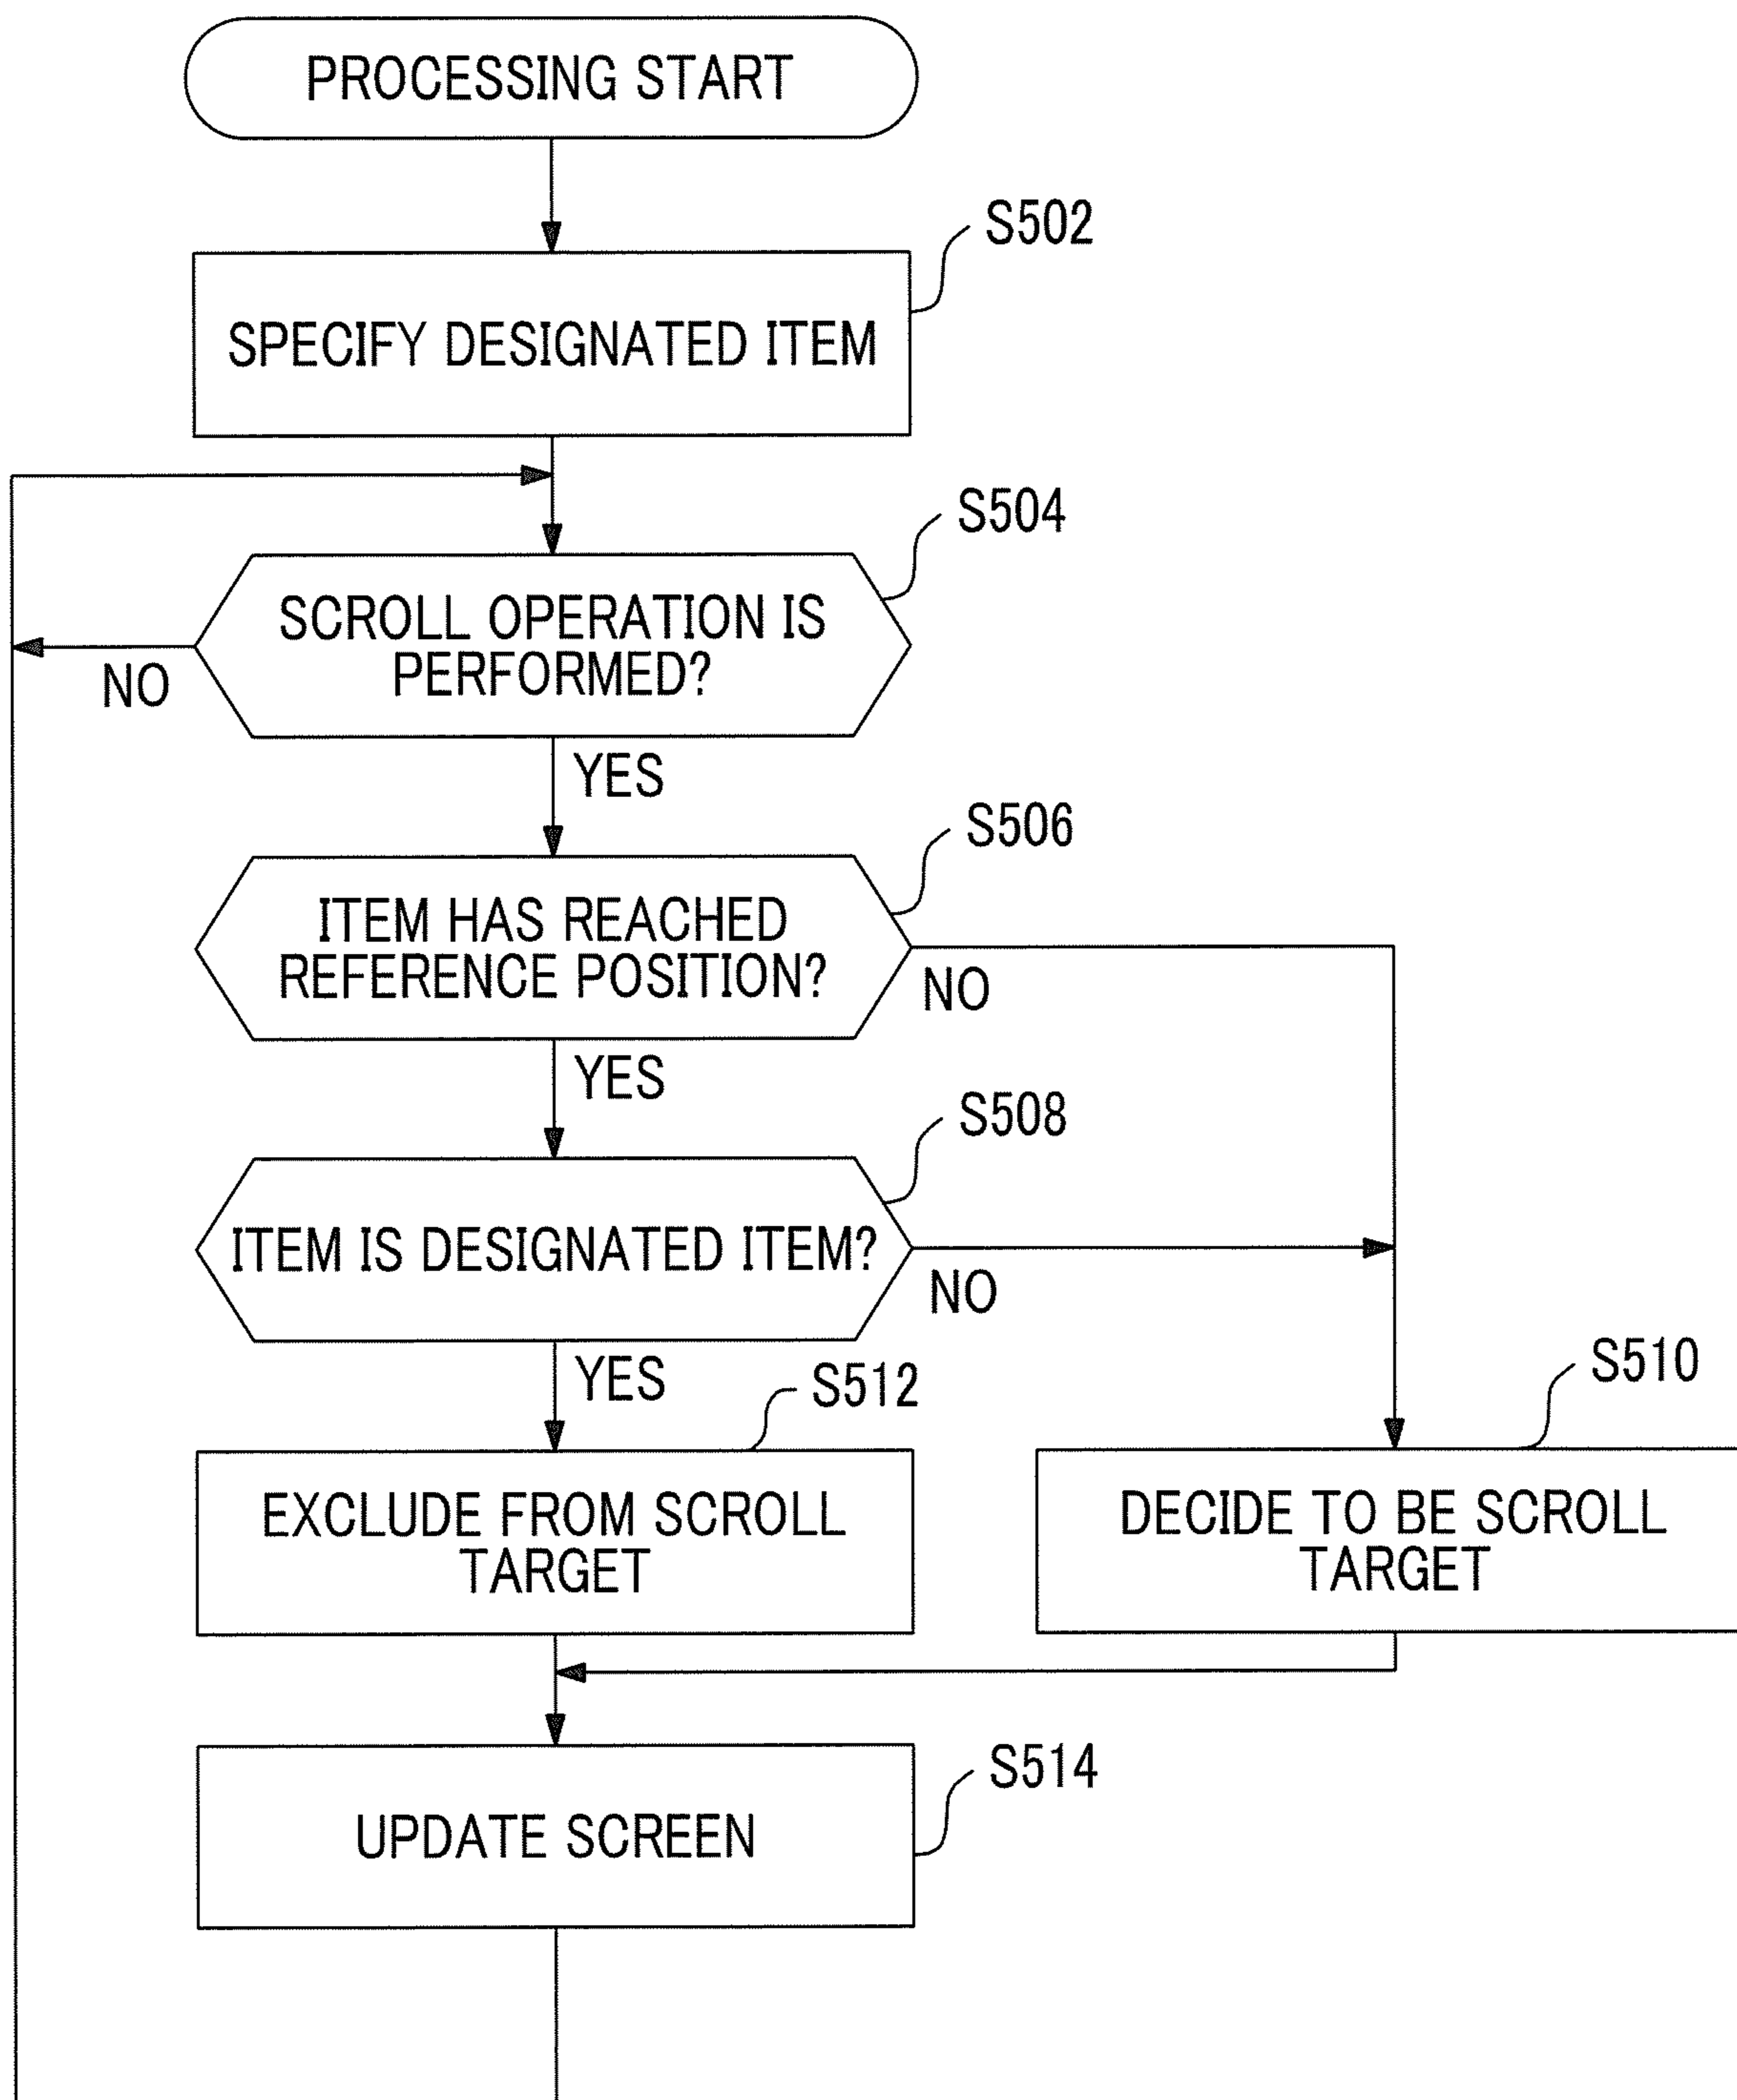 PROCESSING START
S502
SPECIFY DESIGNATED ITEM
S504
SCROLL OPERATION IS
PERFORMED?
NO
YES
S506
ITEM HAS REACHED
REFERENCE POSITION?
NO
YES
S508
ITEM IS DESIGNATED ITEM?
NO
YES
S512
S510
EXCLUDE FROM SCROLL
TARGET
DECIDE TO BE SCROLL
TARGET
S514
UPDATE SCREEN